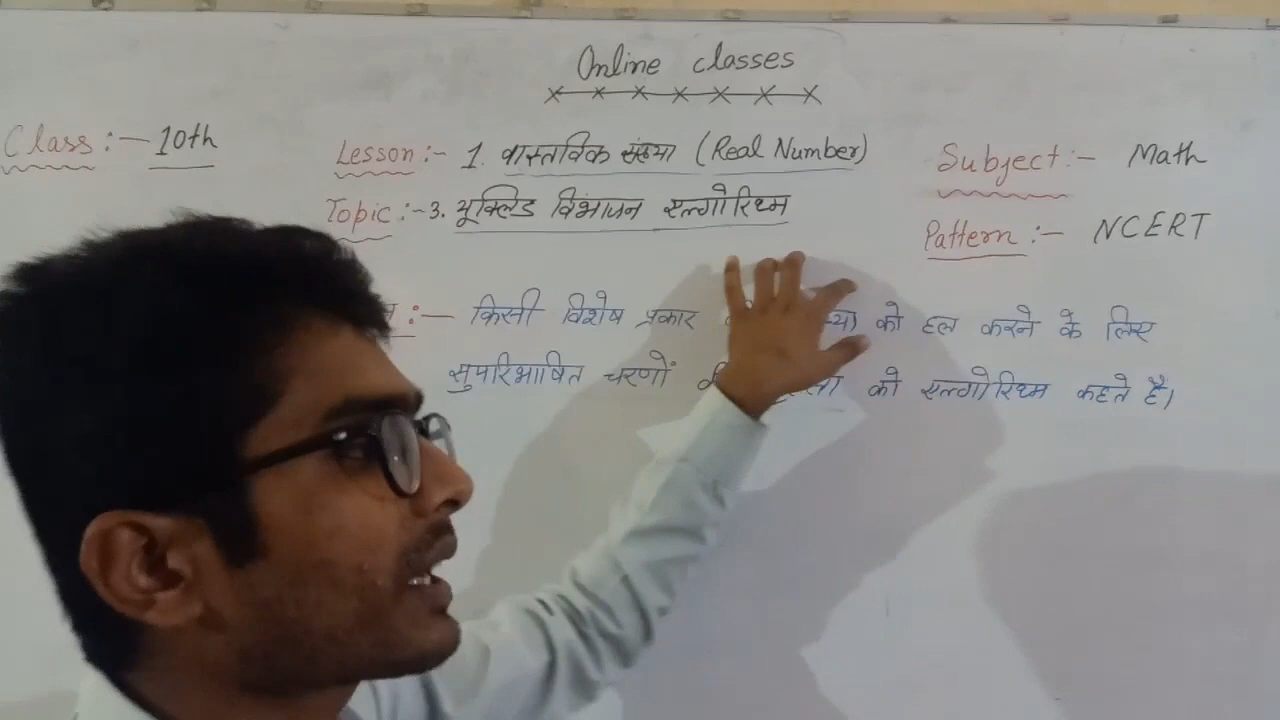 Online classes
Class :- 10th
Lesson :- 1. वास्तविक संख्या (Real Number)
Subject :- Math
Topic :- 3. यूक्लिड विभाजन एल्गोरिथ्म
Pattern :- NCERT
:- किसी विशेष प्रकार को हल करने के लिए
सुपरिभाषित चरणों को एल्गोरिथ्म कहते है।